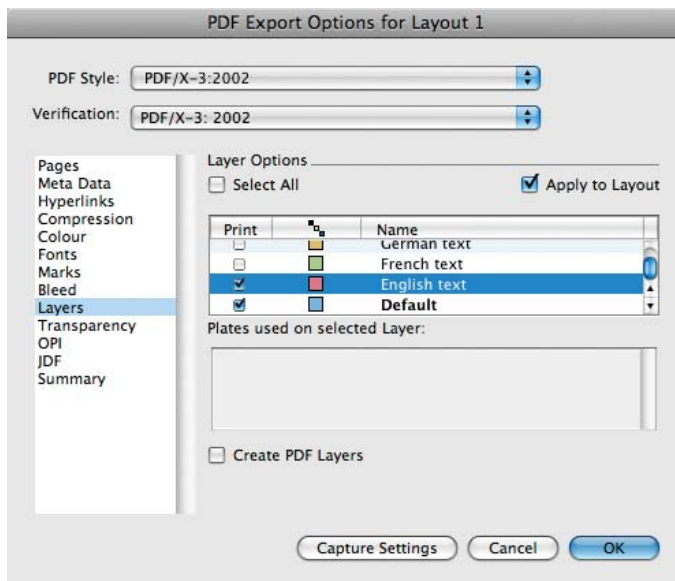 PDF Export Options for Layout 1
PDF Style: PDF/X-3:2002
Verification: PDF/X-3: 2002
Pages
Meta Data
Hyperlinks
Compression
Colour
Fonts
Marks
Bleed
Layers
Transparency
OPI
JDF
Summary
Layer Options
Select All
Apply to Layout
Print Name
German text
French text
English text
Default
Plates used on selected Layer:
Create PDF Layers
Capture Settings Cancel OK